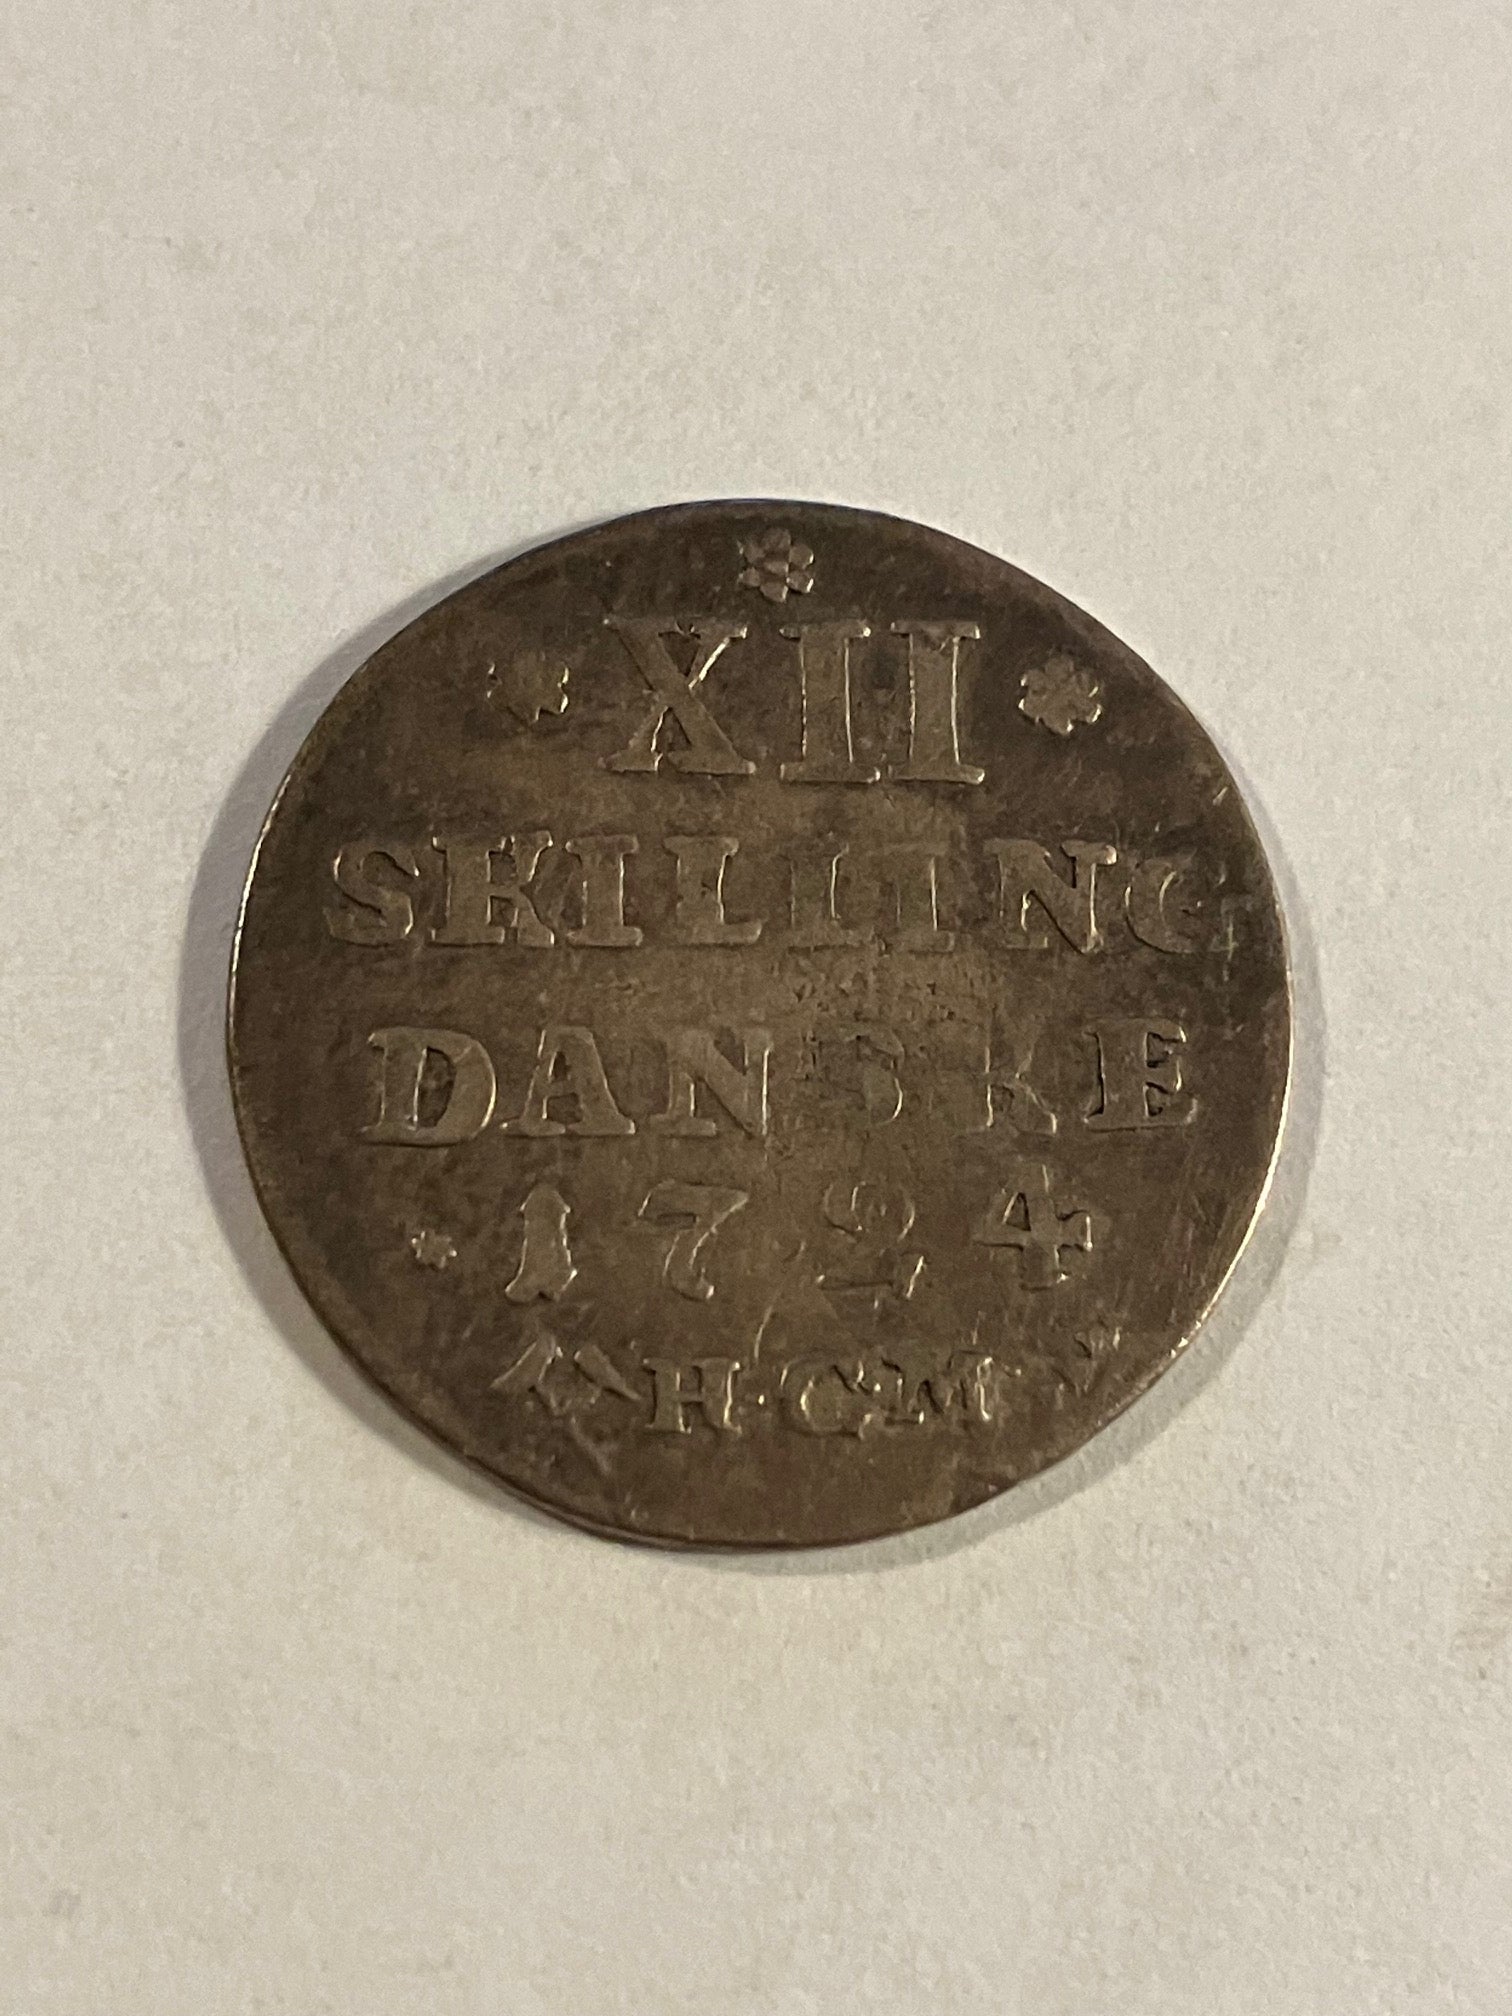 XII
SKILLING
DANSKE
1724
H·C·M·